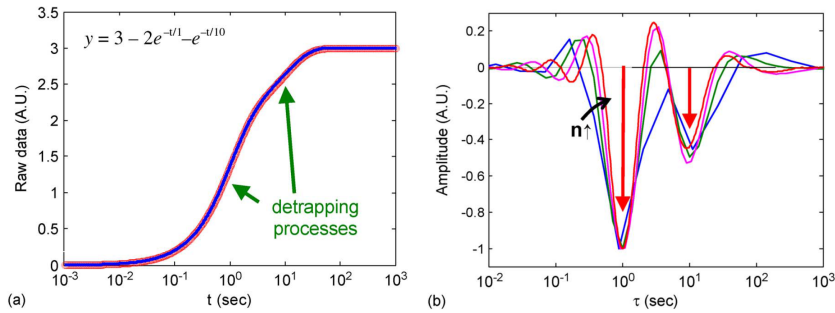 y = 3 – 2e^{–t/1}–e^{–t/10}
Raw data (A.U.)
3.5
3
2.5
2
1.5
1
0.5
0
detrapping
processes
10^{-3} 10^{-2} 10^{-1} 10^{0} 10^{1} 10^{2} 10^{3}
t (sec)
(a)
Amplitude (A.U.)
0.2
0
-0.2
-0.4
-0.6
-0.8
-1
n↑
10^{-2} 10^{-1} 10^{0} 10^{1} 10^{2} 10^{3}
τ (sec)
(b)